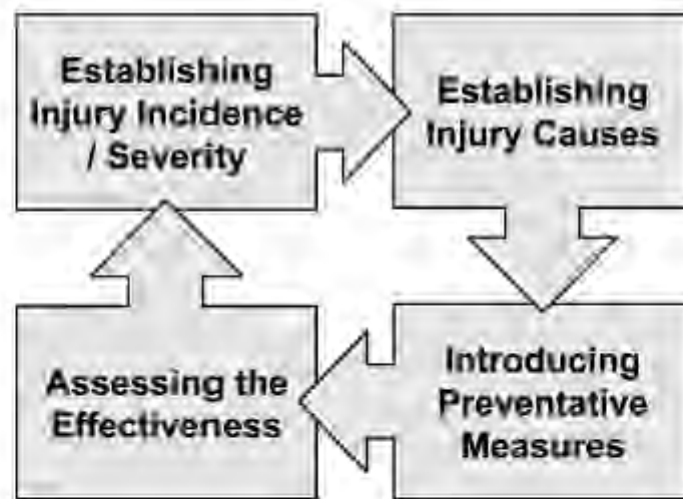 Establishing
Injury Incidence
/ Severity
Establishing
Injury Causes
Introducing
Preventative
Measures
Assessing the
Effectiveness